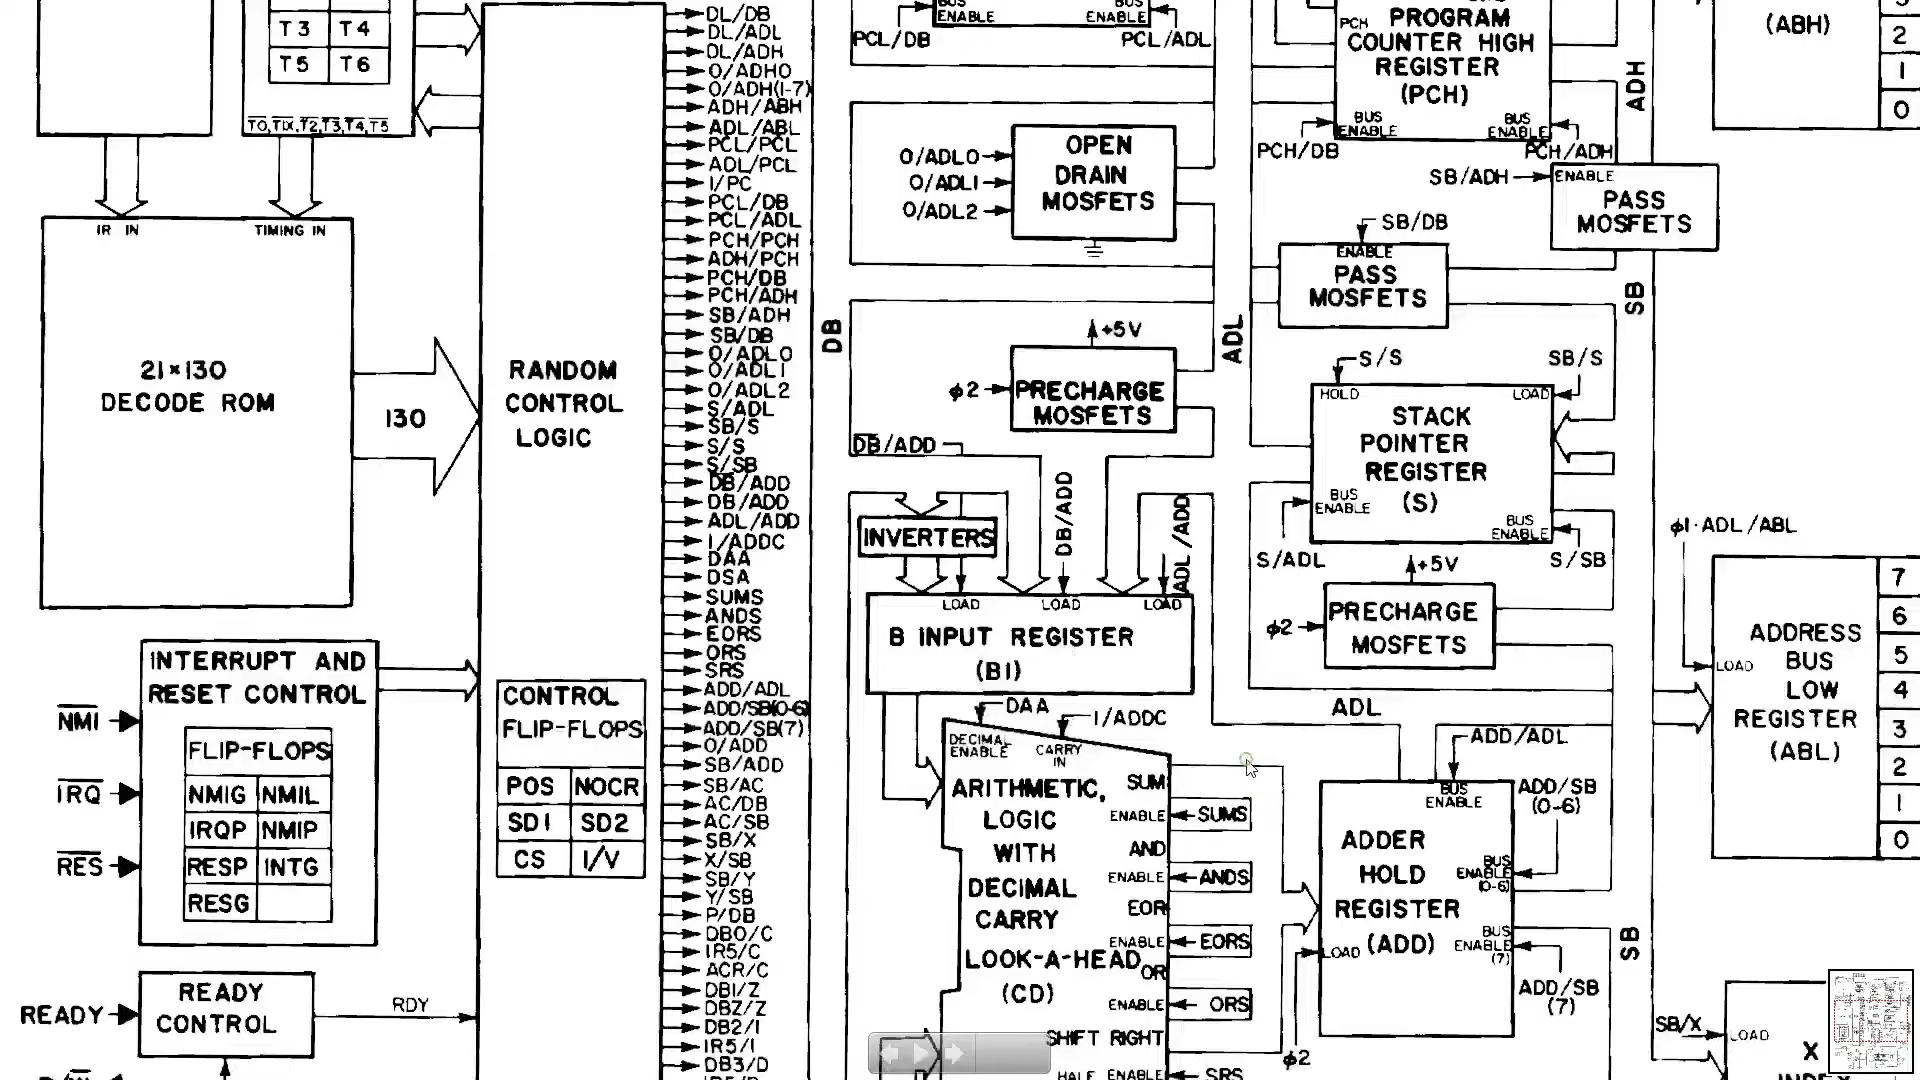 T3 T4
T5 T6
T0,T1X,T2,T3,T4,T5
IR IN
TIMING IN
21×130
DECODE ROM
130
INTERRUPT AND
RESET CONTROL
FLIP-FLOPS
NMIG NMIL
IRQP NMIP
RESP INTG
RESG
NMI
IRQ
RES
READY
READY
CONTROL
RDY
RANDOM
CONTROL
LOGIC
CONTROL
FLIP-FLOPS
POS NOCR
SD1 SD2
CS I/V
DL/DB
DL/ADL
DL/ADH
O/ADHO
O/ADH(1-7)
ADH/ABH
ADL/ABL
PCL/PCL
ADL/PCL
I/PC
PCL/DB
PCL/ADL
PCH/PCH
ADH/PCH
PCH/DB
PCH/ADH
SB/ADH
SB/DB
O/ADLO
O/ADL1
O/ADL2
S/ADL
SB/S
S/S
S/SB
DB/ADD
DB/ADD
ADL/ADD
I/ADDC
DAA
DSA
SUMS
ANDS
EORS
ORS
SRS
ADD/ADL
ADD/SB(0-6)
ADD/SB(7)
O/ADD
SB/ADD
SB/AC
AC/DB
AC/SB
SB/X
X/SB
SB/Y
Y/SB
P/DB
DBO/C
IR5/C
ACR/C
DB1/Z
DBZ/Z
DB2/I
IR5/I
DB3/D
DB
BUS
ENABLE
BUS
ENABLE
PCL/DB
PCL/ADL
O/ADLO
O/ADL1
O/ADL2
OPEN
DRAIN
MOSFETS
+5V
φ2
PRECHARGE
MOSFETS
DB/ADD
INVERTERS
DB/ADD
ADL/ADD
LOAD LOAD LOAD
B INPUT REGISTER
(BI)
DAA
I/ADDC
DECIMAL
ENABLE
CARRY
IN
ARITHMETIC,
LOGIC
WITH
DECIMAL
CARRY
LOOK-A-HEAD
(CD)
SUM
ENABLE SUMS
AND
ENABLE ANDS
EOR
ENABLE EORS
OR
ENABLE ORS
SHIFT RIGHT
HALF ENABLE SRS
ADL
PCH
PROGRAM
COUNTER HIGH
REGISTER
(PCH)
BUS
ENABLE
BUS
ENABLE
PCH/DB
PCH/ADH
SB/ADH
ENABLE
PASS
MOSFETS
SB/DB
ENABLE
PASS
MOSFETS
S/S
SB/S
HOLD
LOAD
STACK
POINTER
REGISTER
(S)
BUS
ENABLE
BUS
ENABLE
S/ADL
S/SB
+5V
φ2
PRECHARGE
MOSFETS
ADL
ADD/ADL
BUS
ENABLE
ADD/SB
(0-6)
ADDER
HOLD
REGISTER
(ADD)
BUS
ENABLE
(0-6)
BUS
ENABLE
(7)
LOAD
φ2
ADD/SB
(7)
ADH
SB
SB
(ABH)
2
1
0
φ1·ADL/ABL
LOAD
ADDRESS
BUS
LOW
REGISTER
(ABL)
7
6
5
4
3
2
1
0
SB/X
LOAD
X